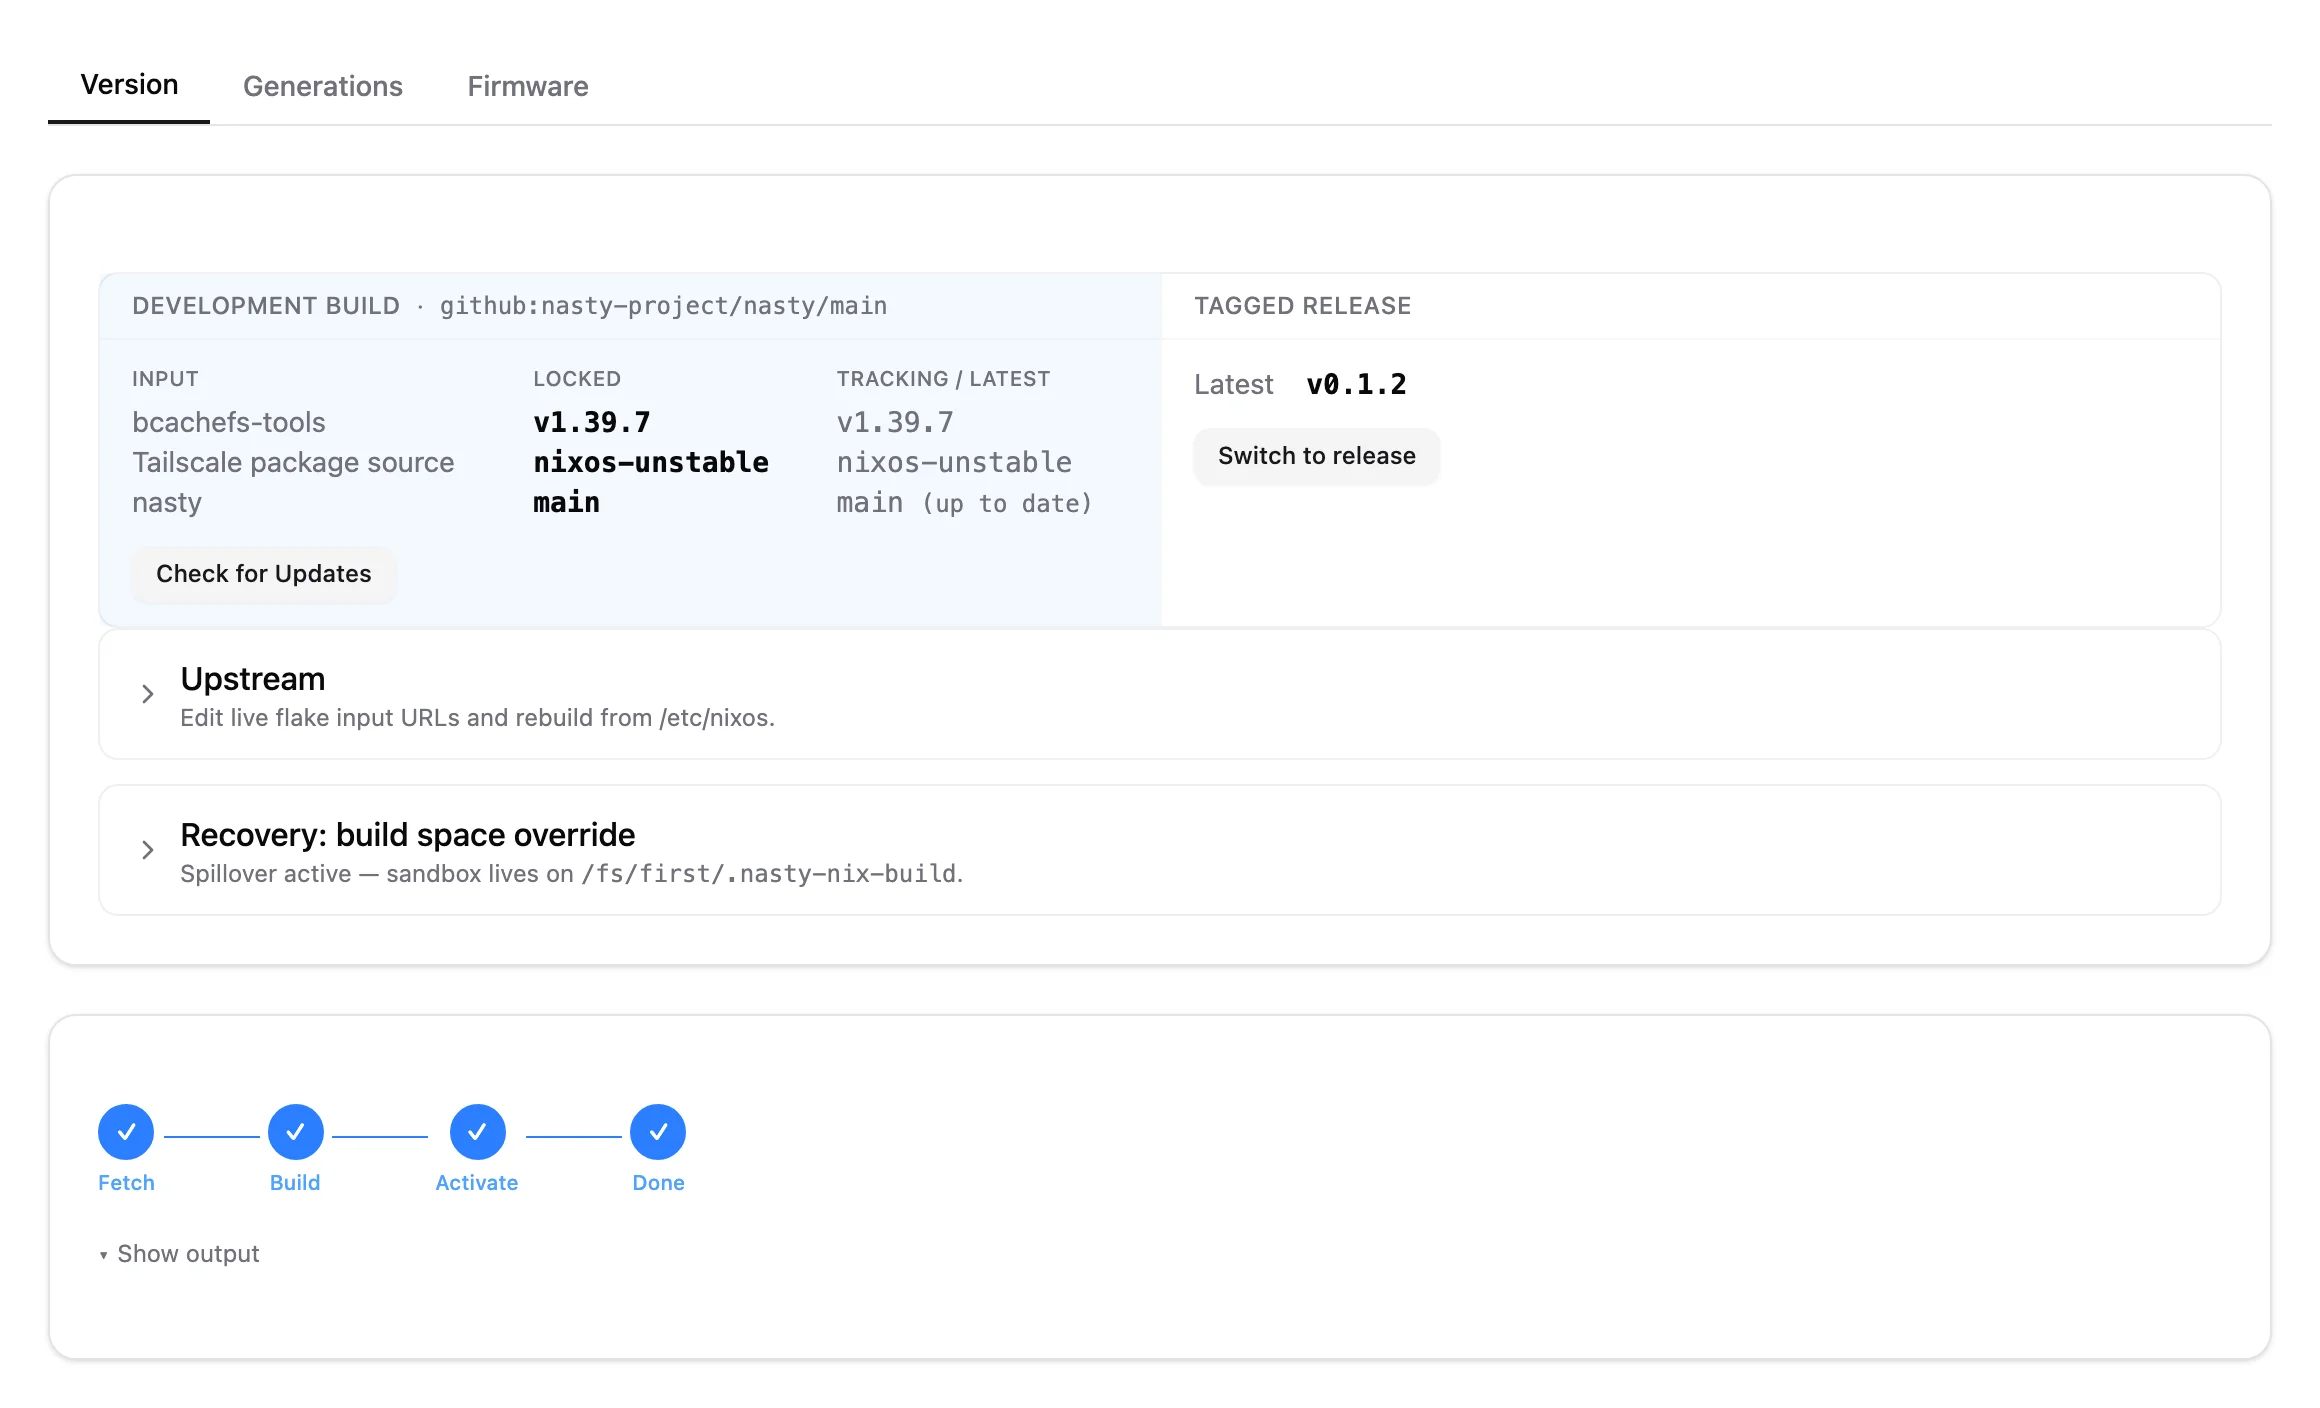 Version Generations Firmware
DEVELOPMENT BUILD · github:nasty-project/nasty/main
INPUT LOCKED TRACKING / LATEST
bcachefs-tools v1.39.7 v1.39.7
Tailscale package source nixos-unstable nixos-unstable
nasty main main (up to date)
Check for Updates
TAGGED RELEASE
Latest v0.1.2
Switch to release
Upstream
Edit live flake input URLs and rebuild from /etc/nixos.
Recovery: build space override
Spillover active — sandbox lives on /fs/first/.nasty-nix-build.
Fetch Build Activate Done
▾ Show output